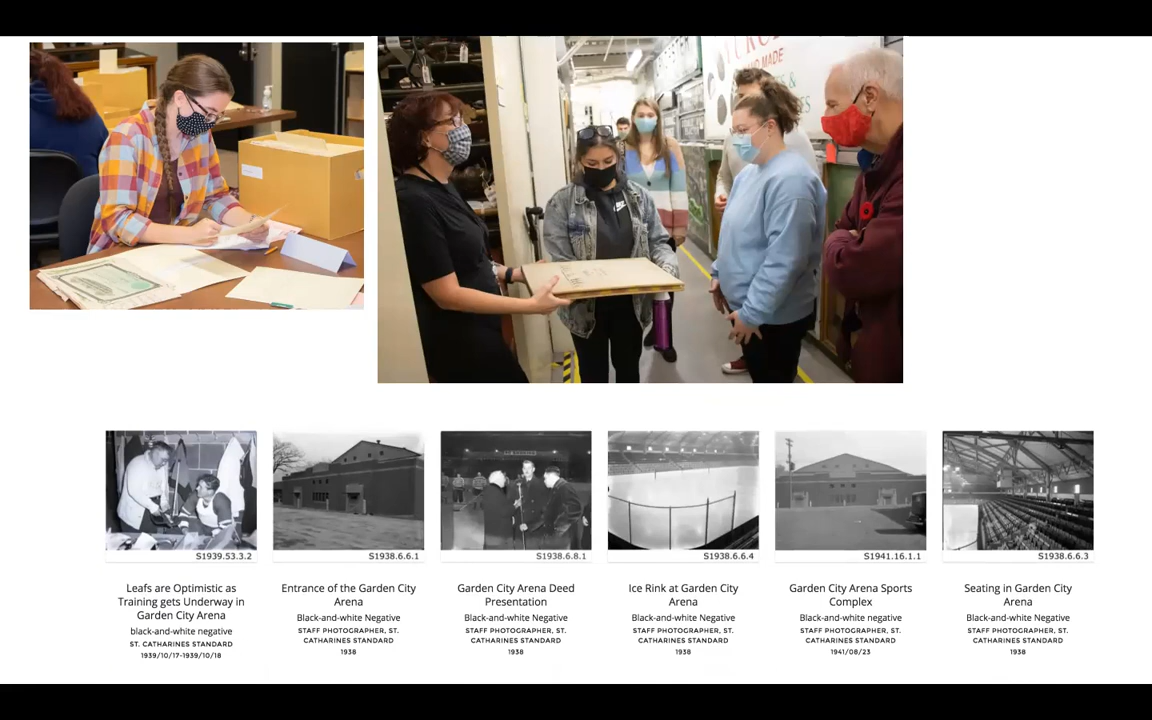 AND MADE
S1939.53.3.2
S1938.6.6.1
S1938.6.8.1
S1938.6.6.4
S1941.16.1.1
S1938.6.6.3
Leafs are Optimistic as
Training gets Underway in
Garden City Arena
black-and-white negative
ST. CATHARINES STANDARD
1939/10/17-1939/10/18
Entrance of the Garden City
Arena
Black-and-white Negative
STAFF PHOTOGRAPHER, ST.
CATHARINES STANDARD
1938
Garden City Arena Deed
Presentation
Black-and-white Negative
STAFF PHOTOGRAPHER, ST.
CATHARINES STANDARD
1938
Ice Rink at Garden City
Arena
Black-and-white Negative
STAFF PHOTOGRAPHER, ST.
CATHARINES STANDARD
1938
Garden City Arena Sports
Complex
Black-and-white Negative
STAFF PHOTOGRAPHER, ST.
CATHARINES STANDARD
1941/08/23
Seating in Garden City
Arena
Black-and-white Negative
STAFF PHOTOGRAPHER, ST.
CATHARINES STANDARD
1938